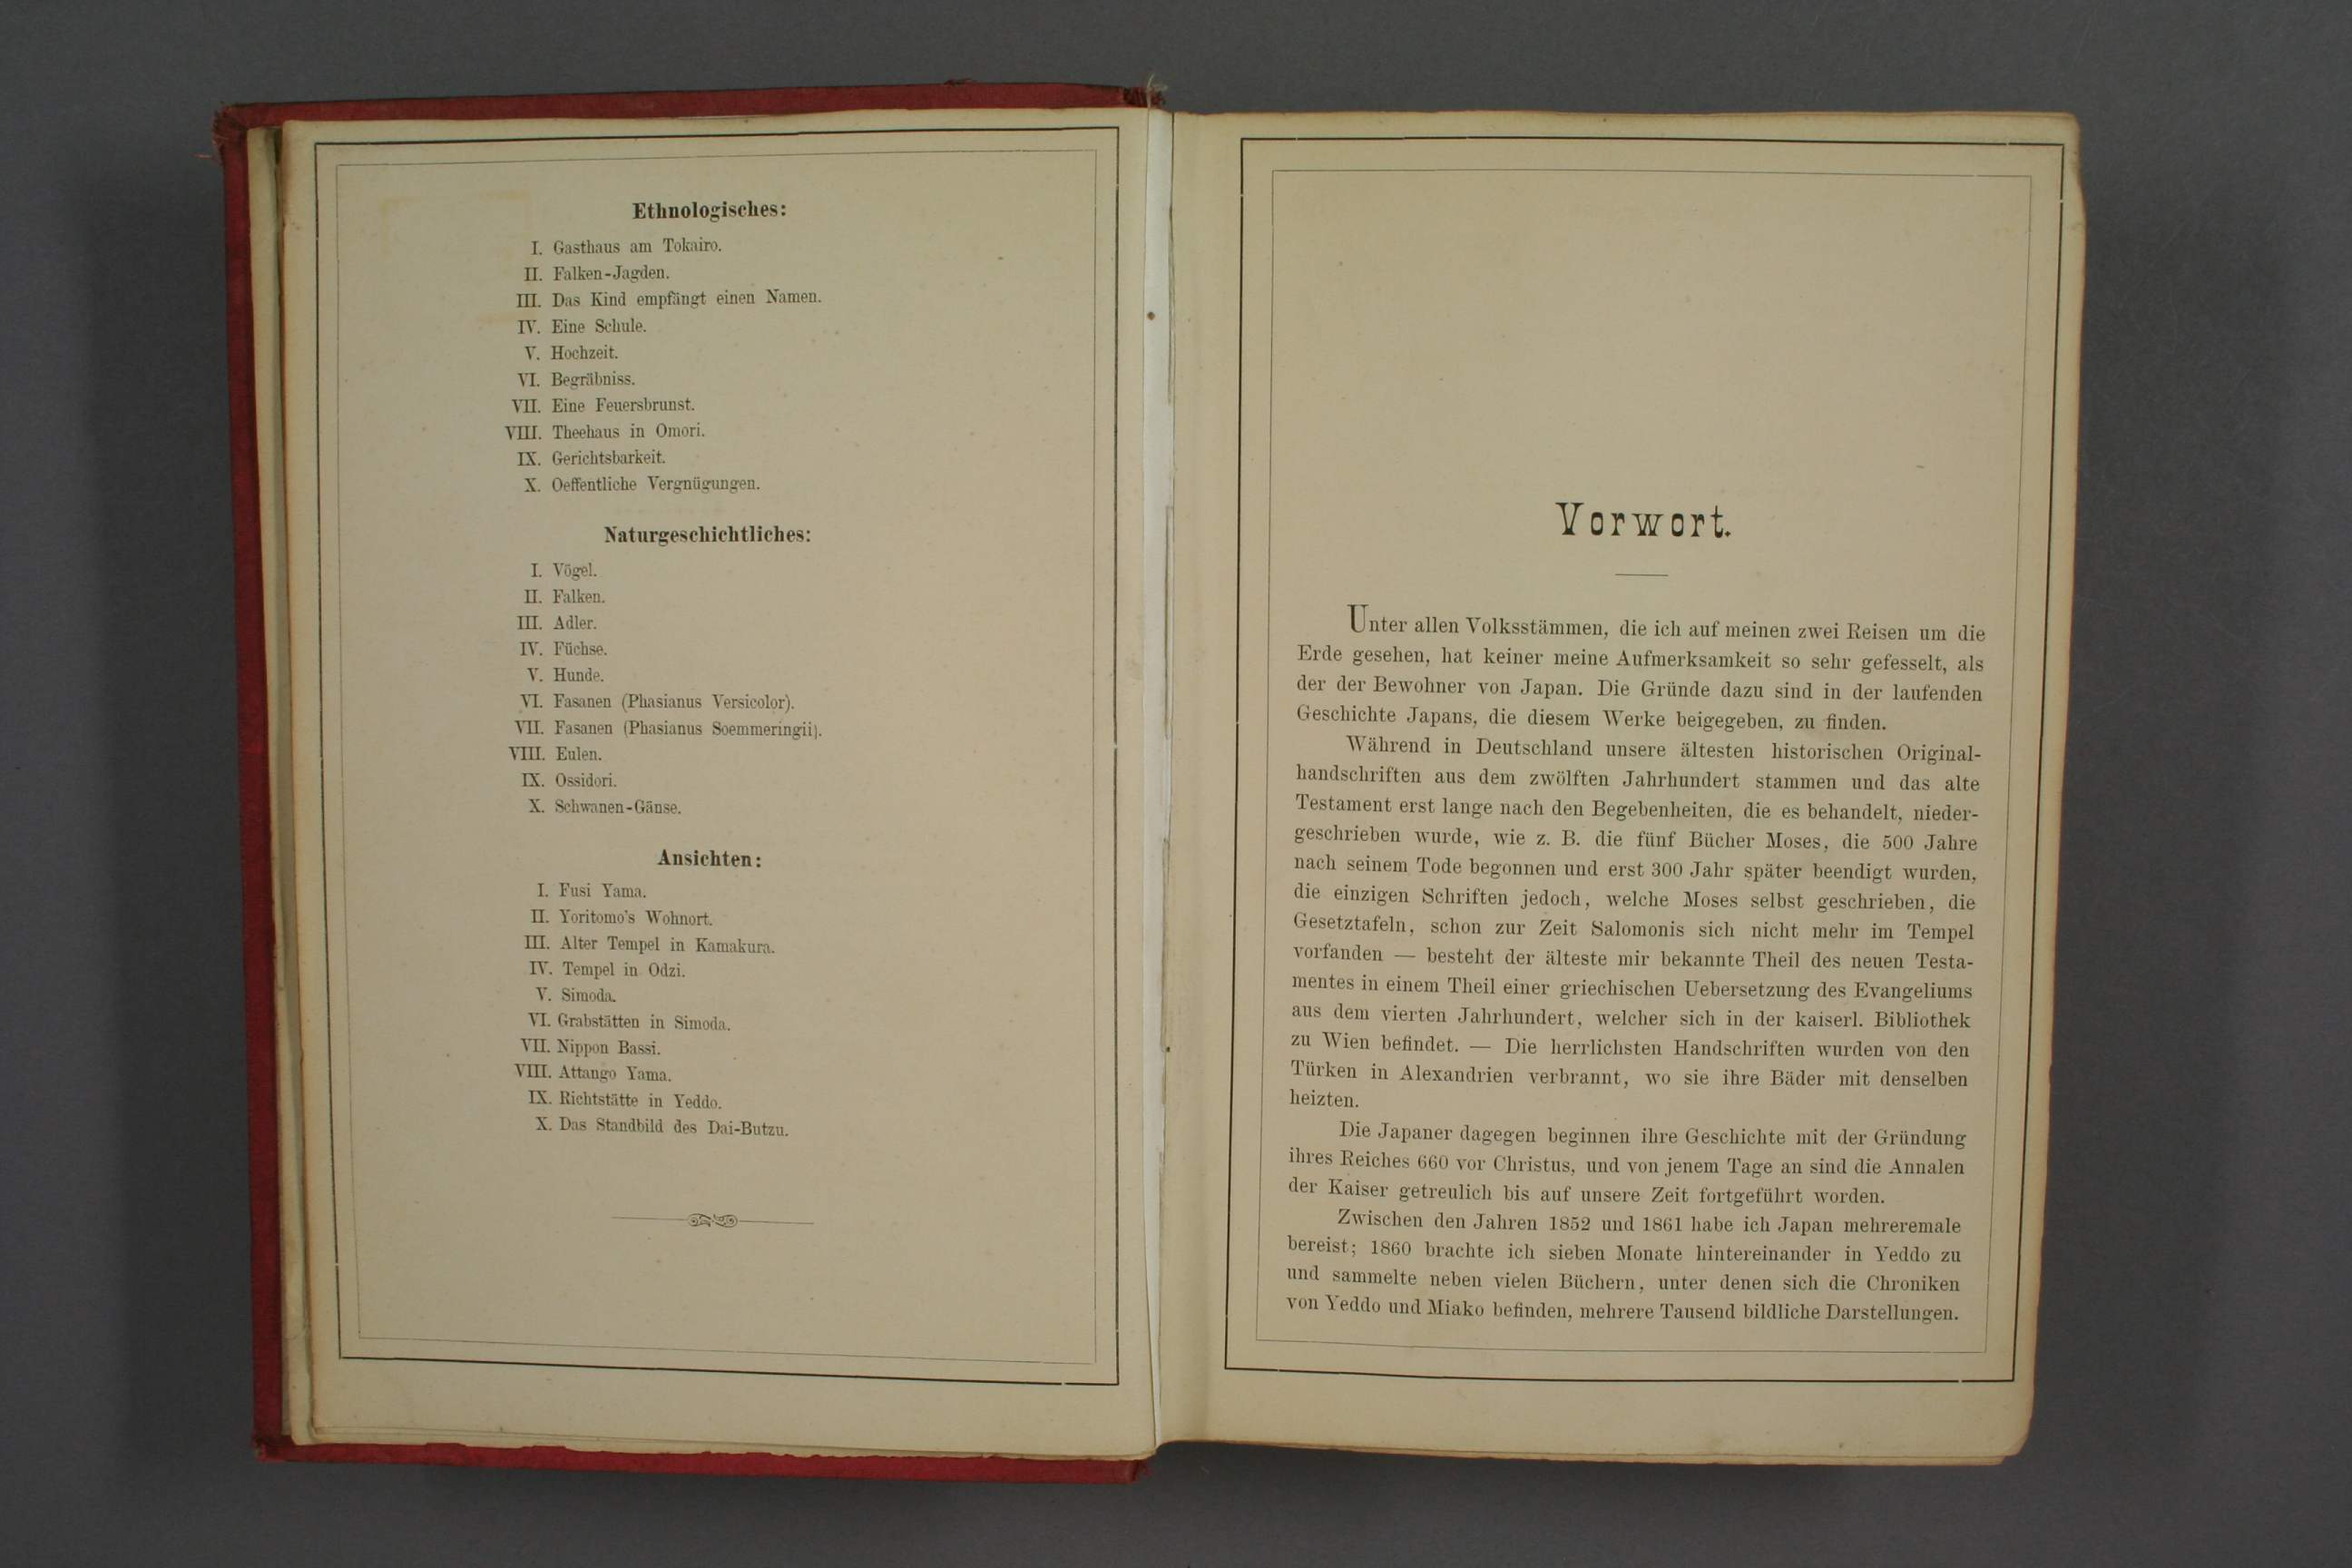 Ethnologisches:
I. Gasthaus am Tokairo.
II. Falken-Jagden.
III. Das Kind empfängt einen Namen.
IV. Eine Schule.
V. Hochzeit.
VI. Begräbniss.
VII. Eine Feuersbrunst.
VIII. Theehaus in Omori.
IX. Gerichtsbarkeit.
X. Oeffentliche Vergnügungen.
Naturgeschichtliches:
I. Vögel.
II. Falken.
III. Adler.
IV. Füchse.
V. Hunde.
VI. Fasanen (Phasianus Versicolor).
VII. Fasanen (Phasianus Soemmeringii).
VIII. Eulen.
IX. Ossidori.
X. Schwanen-Gänse.
Ansichten:
I. Fusi Yama.
II. Yoritomo's Wohnort.
III. Alter Tempel in Kamakura.
IV. Tempel in Odzi.
V. Simoda.
VI. Grabstätten in Simoda.
VII. Nippon Bassi.
VIII. Attango Yama.
IX. Richtstätte in Yeddo.
X. Das Standbild des Dai-Butzu.
Vorwort.
Unter allen Volksstämmen, die ich auf meinen zwei Reisen um die
Erde gesehen, hat keiner meine Aufmerksamkeit so sehr gefesselt, als
der der Bewohner von Japan. Die Gründe dazu sind in der laufenden
Geschichte Japans, die diesem Werke beigegeben, zu finden.
Während in Deutschland unsere ältesten historischen Original-
handschriften aus dem zwölften Jahrhundert stammen und das alte
Testament erst lange nach den Begebenheiten, die es behandelt, nieder-
geschrieben wurde, wie z. B. die fünf Bücher Moses, die 500 Jahre
nach seinem Tode begonnen und erst 300 Jahr später beendigt wurden,
die einzigen Schriften jedoch, welche Moses selbst geschrieben, die
Gesetztafeln, schon zur Zeit Salomonis sich nicht mehr im Tempel
vorfanden — besteht der älteste mir bekannte Theil des neuen Testa-
mentes in einem Theil einer griechischen Uebersetzung des Evangeliums
aus dem vierten Jahrhundert, welcher sich in der kaiserl. Bibliothek
zu Wien befindet. — Die herrlichsten Handschriften wurden von den
Türken in Alexandrien verbrannt, wo sie ihre Bäder mit denselben
heizten.
Die Japaner dagegen beginnen ihre Geschichte mit der Gründung
ihres Reiches 660 vor Christus, und von jenem Tage an sind die Annalen
der Kaiser getreulich bis auf unsere Zeit fortgeführt worden.
Zwischen den Jahren 1852 und 1861 habe ich Japan mehreremale
bereist; 1860 brachte ich sieben Monate hintereinander in Yeddo zu
und sammelte neben vielen Büchern, unter denen sich die Chroniken
von Yeddo und Miako befinden, mehrere Tausend bildliche Darstellungen.